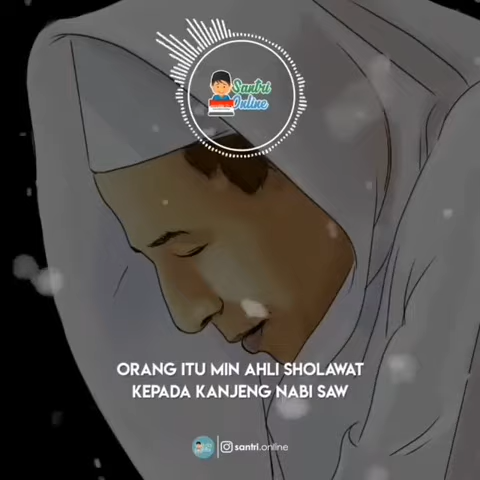 Santri
Online
ORANG ITU MIN AHLI SHOLAWAT
KEPADA KANJENG NABI SAW
santri.online